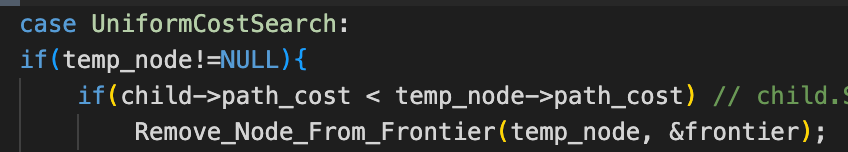 case UniformCostSearch:
if(temp_node!=NULL){
if(child->path_cost < temp_node->path_cost) // child.S
Remove_Node_From_Frontier(temp_node, &frontier);